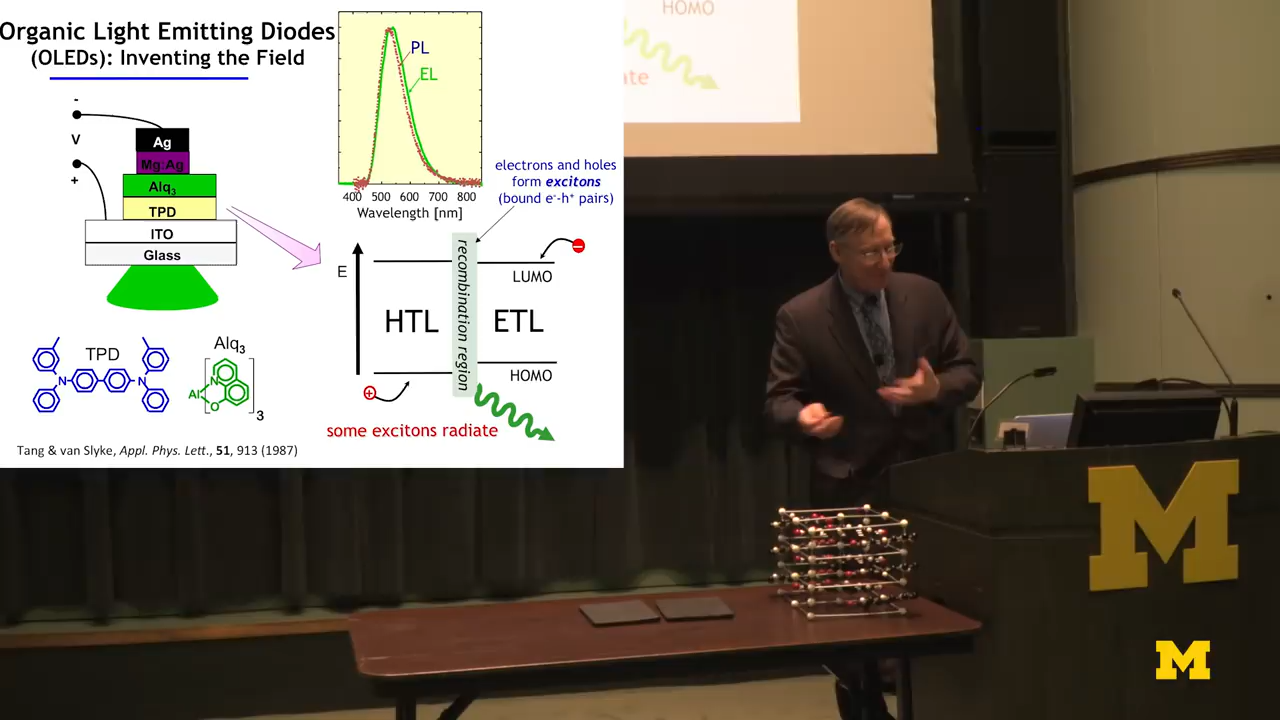 Organic Light Emitting Diodes
(OLEDs): Inventing the Field
-
V
+
Ag
Mg:Ag
Alq3
TPD
ITO
Glass
TPD
N
N
Alq3
Al
N
O
3
Tang & van Slyke, Appl. Phys. Lett., 51, 913 (1987)
PL
EL
400 500 600 700 800
Wavelength [nm]
electrons and holes
form excitons
(bound e--h+ pairs)
E
HTL
recombination region
ETL
LUMO
HOMO
−
+
some excitons radiate
HOMO
ate
M
M